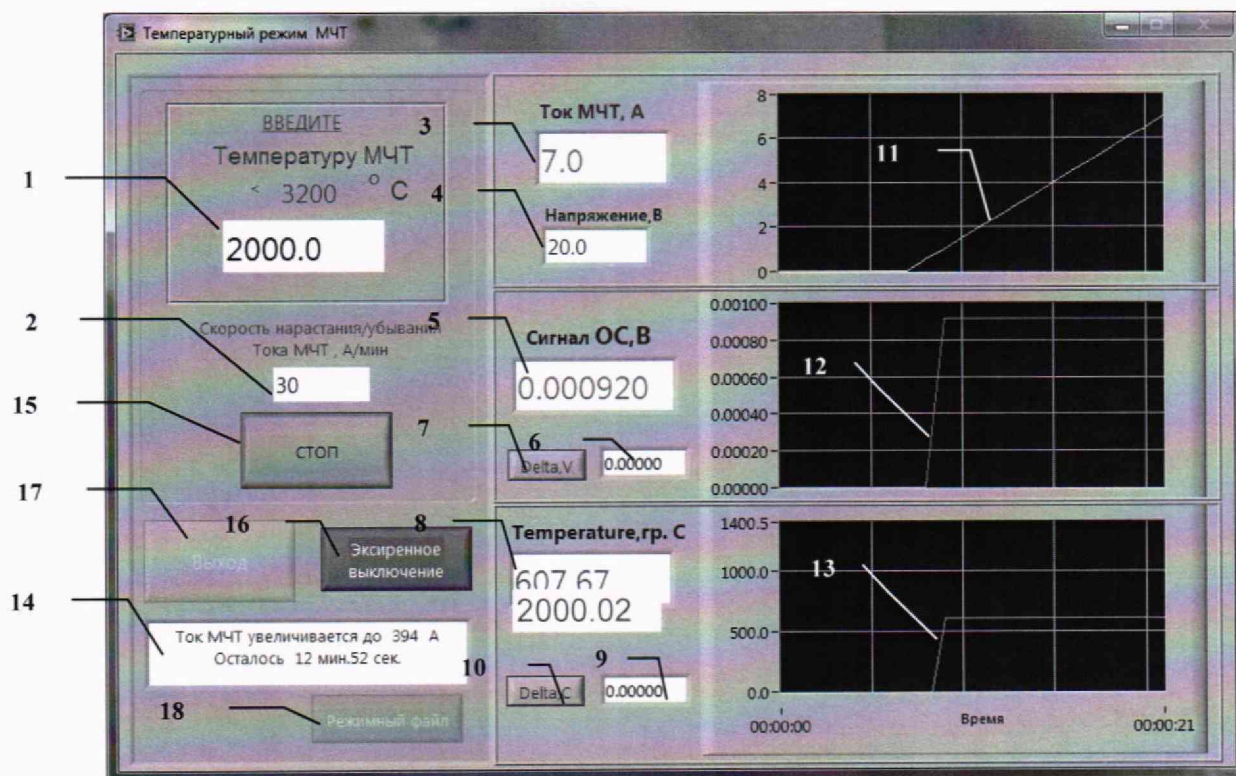 Температурный режим МЧТ
ВВЕДИТЕ
Температуру МЧТ
< 3200 °C
2000.0
Скорость нарастания/убывания
Тока МЧТ , А/мин
30
СТОП
Выход
Эксиренное
выключение
Ток МЧТ увеличивается до 394 А
Осталось 12 мин.52 сек.
Режимный файл
Ток МЧТ, А
7.0
Напряжение,В
20.0
Сигнал ОС,В
0.000920
Delta,V
0.00000
Temperature,гр. С
607.67
2000.02
Delta,C
0.00000
8
6
4
2
0
0.00100
0.00080
0.00060
0.00040
0.00020
0.00000
1400.5
1000.0
500.0
0.0
00:00:00
Время
00:00:21
1
2
3
4
5
6
7
8
9
10
11
12
13
14
15
16
17
18